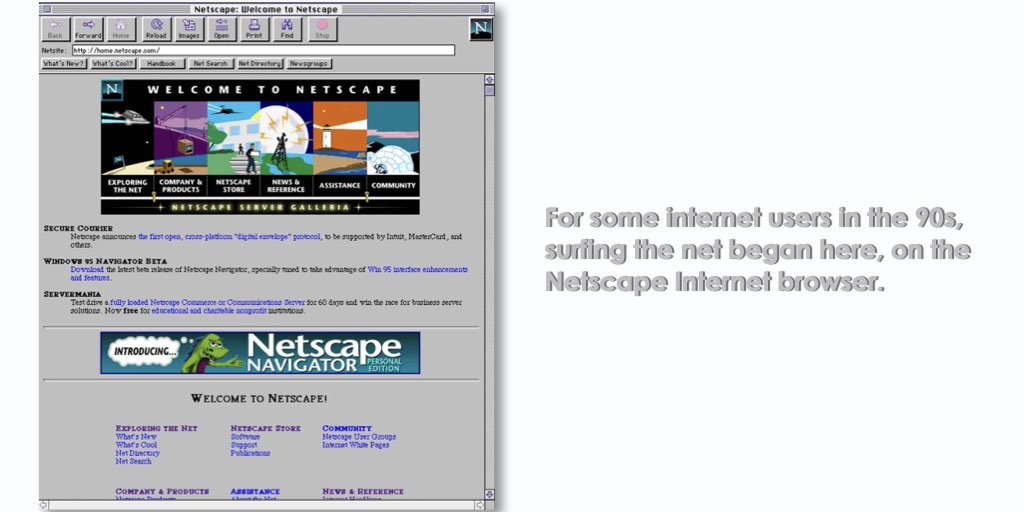 Netscape: Welcome to Netscape
Back Forward Home Reload Images Open Print Find Stop
N
Netsite: http://home.netscape.com/
What's New? What's Cool? Handbook Net Search Net Directory Newsgroups
N WELCOME TO NETSCAPE
EXPLORING THE NET
COMPANY & PRODUCTS
NETSCAPE STORE
NEWS & REFERENCE
ASSISTANCE
COMMUNITY
NETSCAPE SERVER GALLERIA
SECURE COURIER
Netscape announces the first open, cross-platform "digital envelope" protocol, to be supported by Intuit, MasterCard, and
others.
WINDOWS 95 NAVIGATOR BETA
Download the latest beta release of Netscape Navigator, specially tuned to take advantage of Win 95 interface enhancements
and features.
SERVERMANIA
Test drive a fully loaded Netscape Commerce or Communications Server for 60 days and win the race for business server
solutions. Now free for educational and charitable nonprofit institutions.
INTRODUCING...
Netscape
NAVIGATOR PERSONAL EDITION
WELCOME TO NETSCAPE!
EXPLORING THE NET
What's New
What's Cool
Net Directory
Net Search
NETSCAPE STORE
Software
Support
Publications
COMMUNITY
Netscape User Groups
Internet White Pages
COMPANY & PRODUCTS
Netscape Products
ASSISTANCE
About the Net
NEWS & REFERENCE
Internet Headlines
For some internet users in the 90s,
surfing the net began here, on the
Netscape Internet browser.